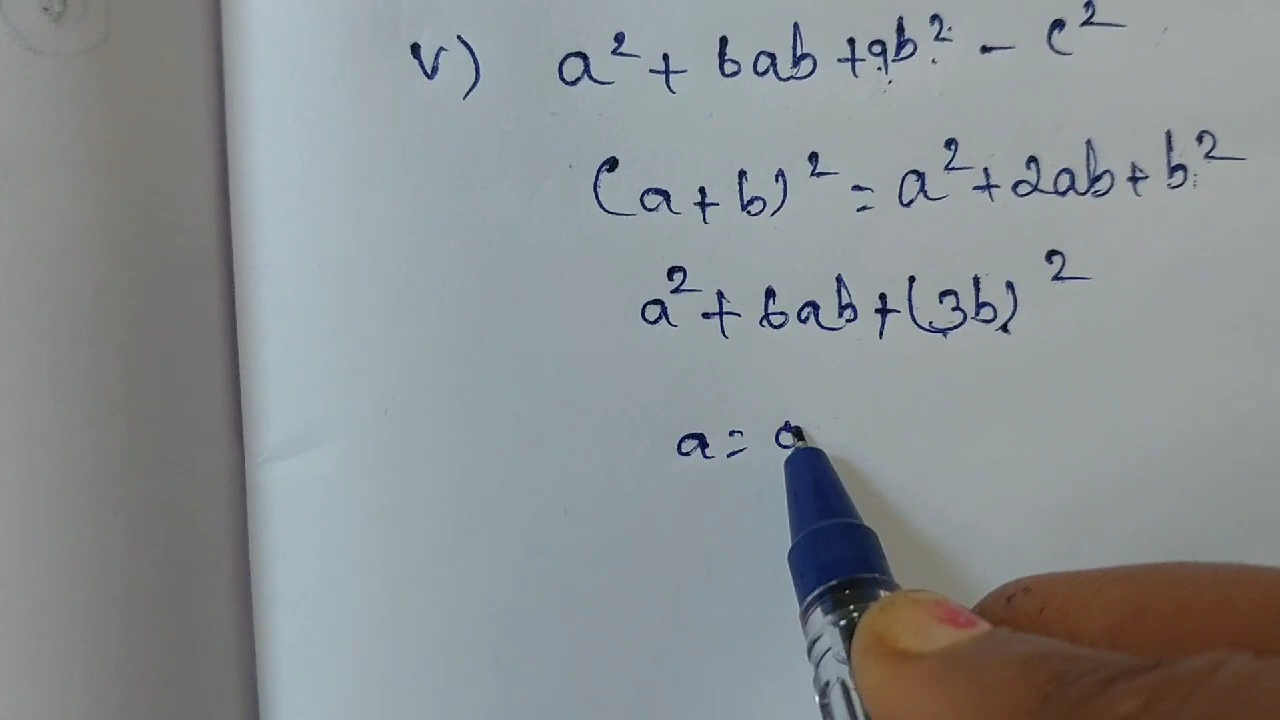 v) a² + 6ab + 9b² - c²
(a + b)² = a² + 2ab + b²
a² + 6ab + (3b)²
a = a